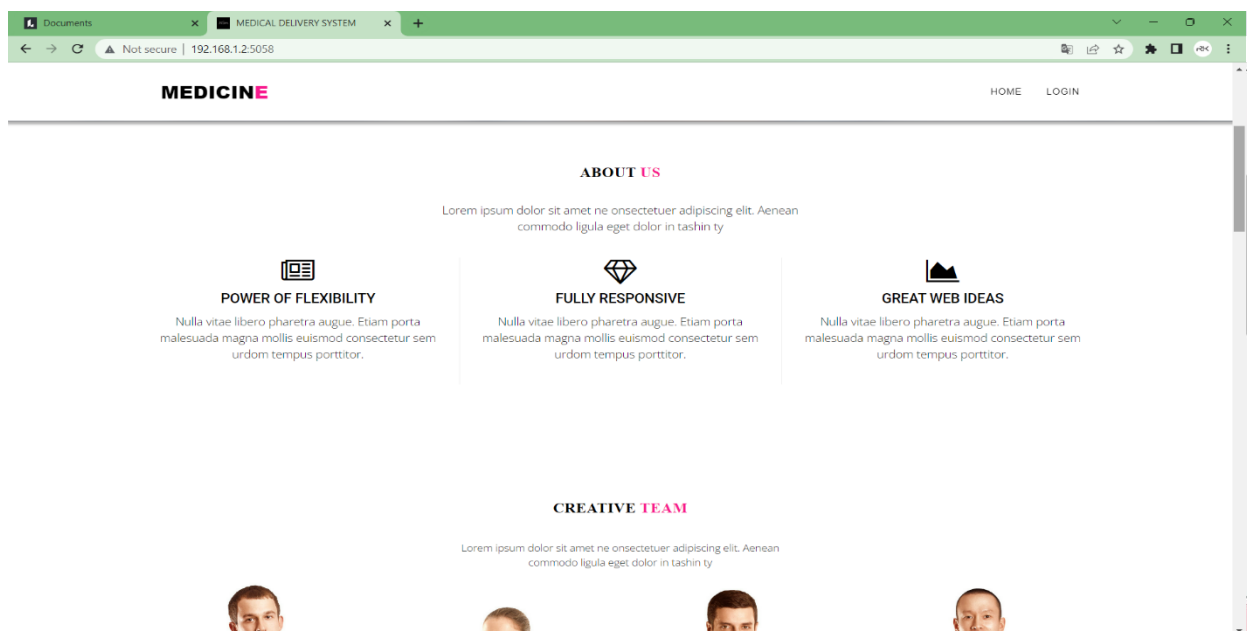 Documents
MEDICAL DELIVERY SYSTEM
Not secure | 192.168.1.2:5058
MEDICINE
HOME LOGIN
ABOUT US
Lorem ipsum dolor sit amet ne onsectetuer adipiscing elit. Aenean
commodo ligula eget dolor in tashin ty
POWER OF FLEXIBILITY
Nulla vitae libero pharetra augue. Etiam porta
malesuada magna mollis euismod consectetur sem
urdom tempus porttitor.
FULLY RESPONSIVE
Nulla vitae libero pharetra augue. Etiam porta
malesuada magna mollis euismod consectetur sem
urdom tempus porttitor.
GREAT WEB IDEAS
Nulla vitae libero pharetra augue. Etiam porta
malesuada magna mollis euismod consectetur sem
urdom tempus porttitor.
CREATIVE TEAM
Lorem ipsum dolor sit amet ne onsectetuer adipiscing elit. Aenean
commodo ligula eget dolor in tashin ty